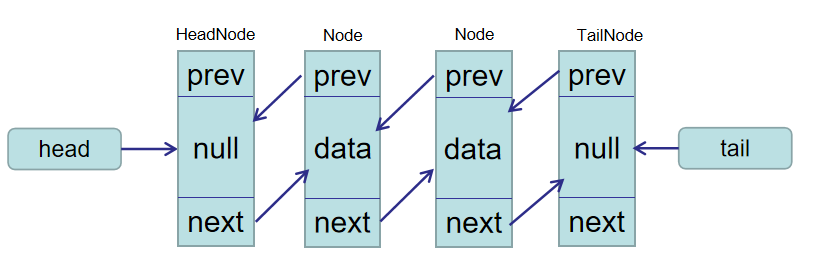 HeadNode Node Node TailNode
prev prev prev prev
head null data data null tail
next next next next